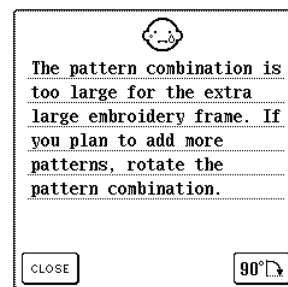 The pattern combination is
too large for the extra
large embroidery frame. If
you plan to add more
patterns, rotate the
pattern combination.
CLOSE
90°